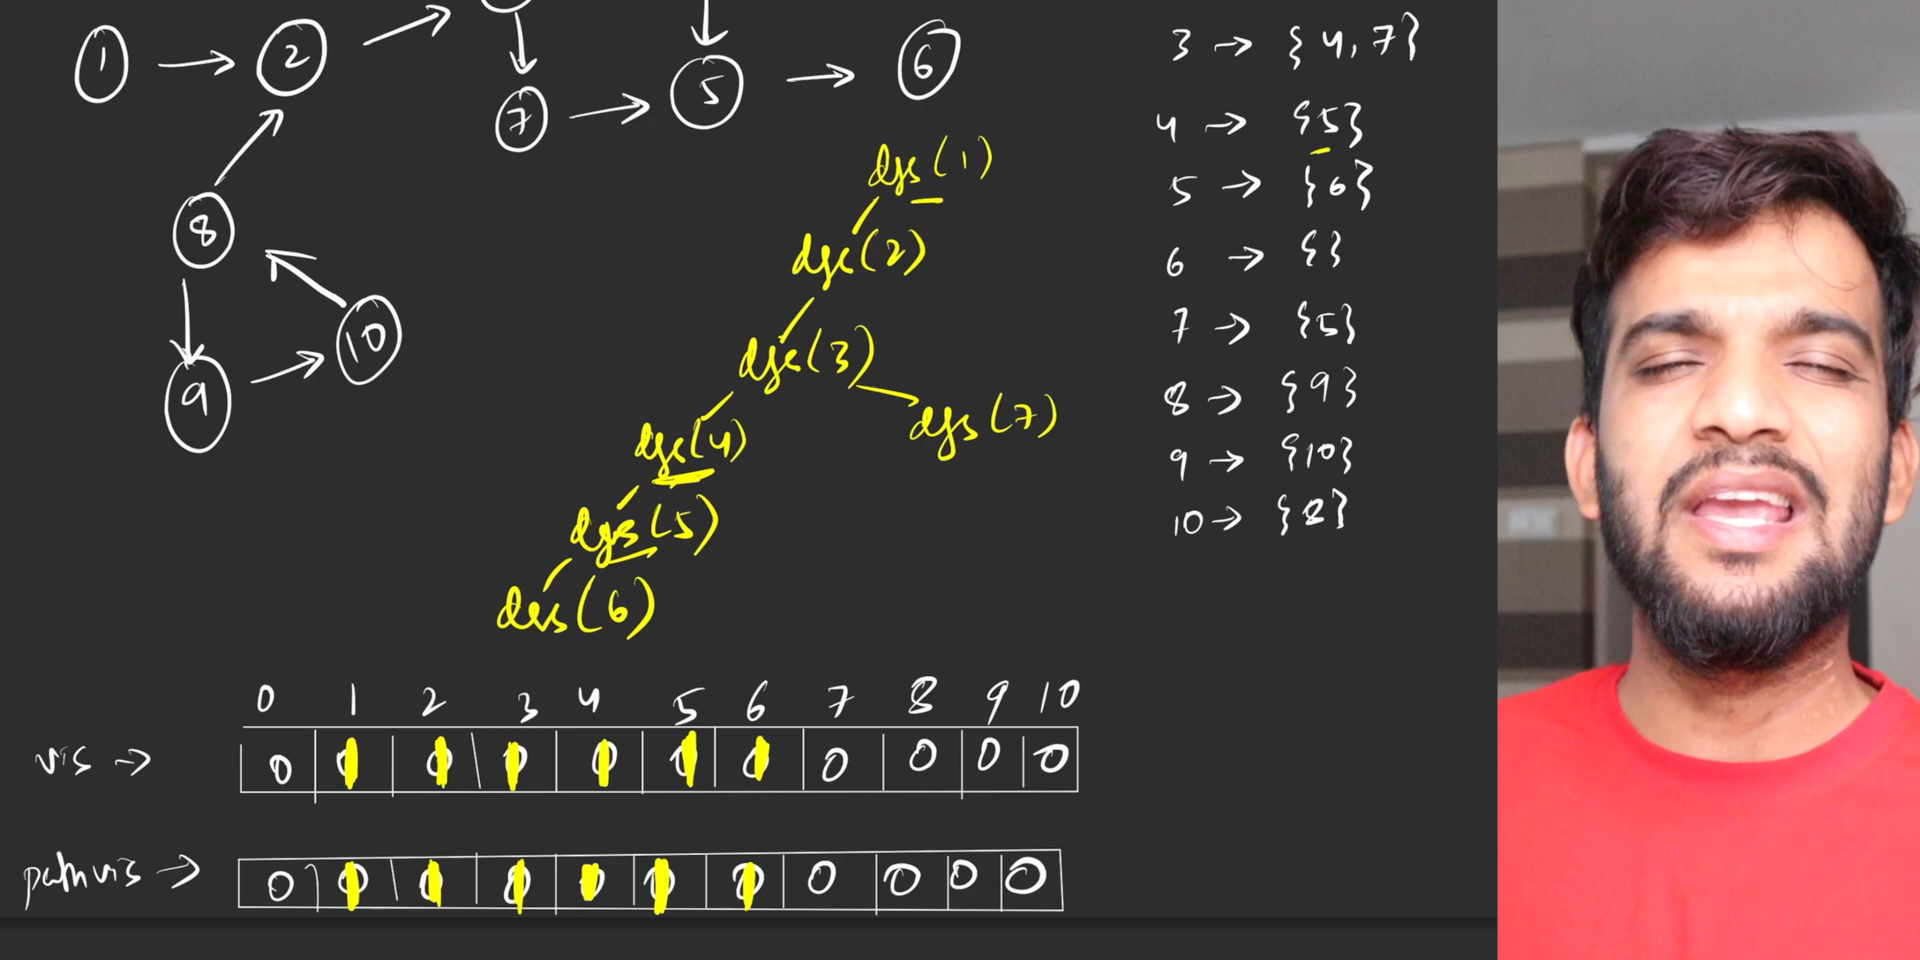 1 → 2 →
7 → 5 → 6
8
9 → 10
3 → {4, 7}
4 → {5}
5 → {6}
6 → {}
7 → {5}
8 → {9}
9 → {10}
10 → {8}
dfs(1)
dfs(2)
dfs(3)
dfs(4) dfs(7)
dfs(5)
dfs(6)
0 1 2 3 4 5 6 7 8 9 10
vis → 0 1 1 1 1 1 1 0 0 0 0
pathvis → 0 1 1 1 1 1 1 0 0 0 0